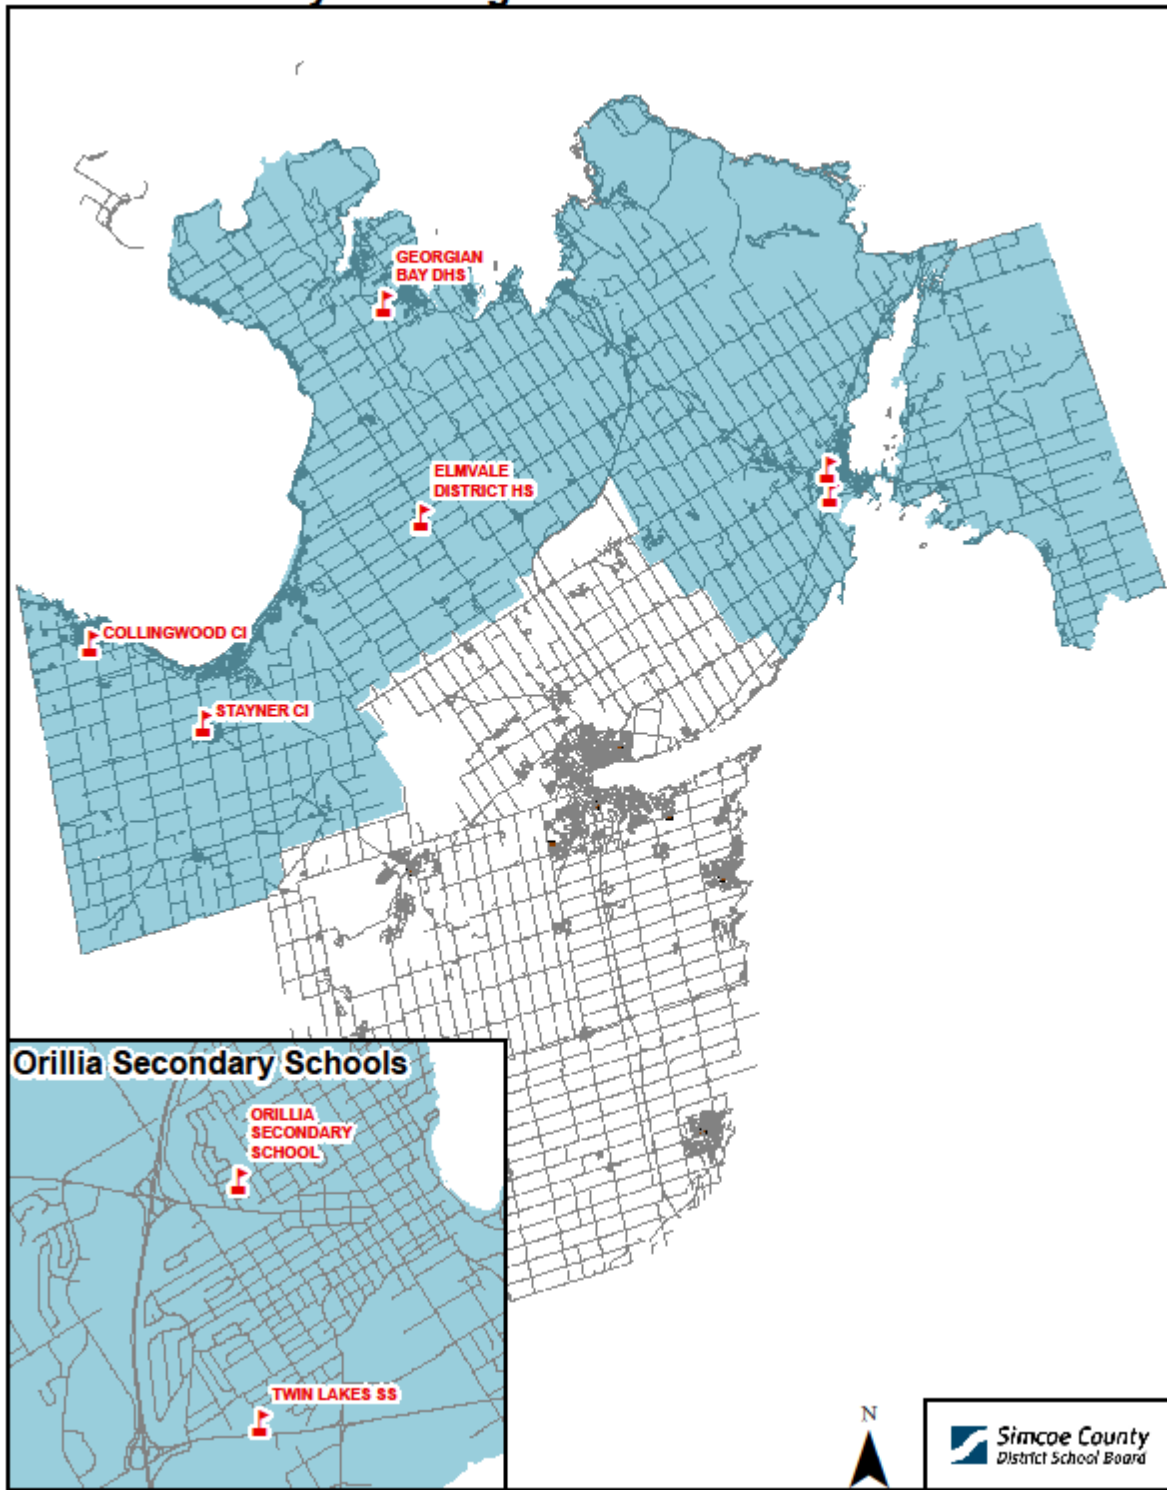 GEORGIAN
BAY DHS
ELMVALE
DISTRICT HS
COLLINGWOOD CI
STAYNER CI
Orillia Secondary Schools
ORILLIA
SECONDARY
SCHOOL
TWIN LAKES SS
N
Simcoe County
District School Board